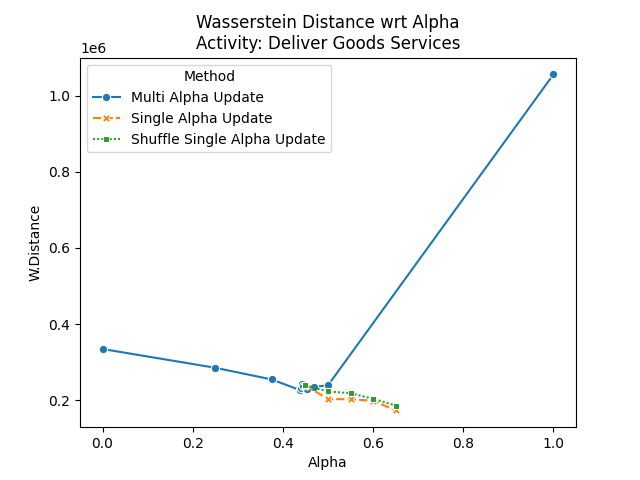 Wasserstein Distance wrt Alpha
Activity: Deliver Goods Services
1e6
Method
Multi Alpha Update
Single Alpha Update
Shuffle Single Alpha Update
1.0
0.8
0.6
0.4
0.2
W.Distance
0.0 0.2 0.4 0.6 0.8 1.0
Alpha